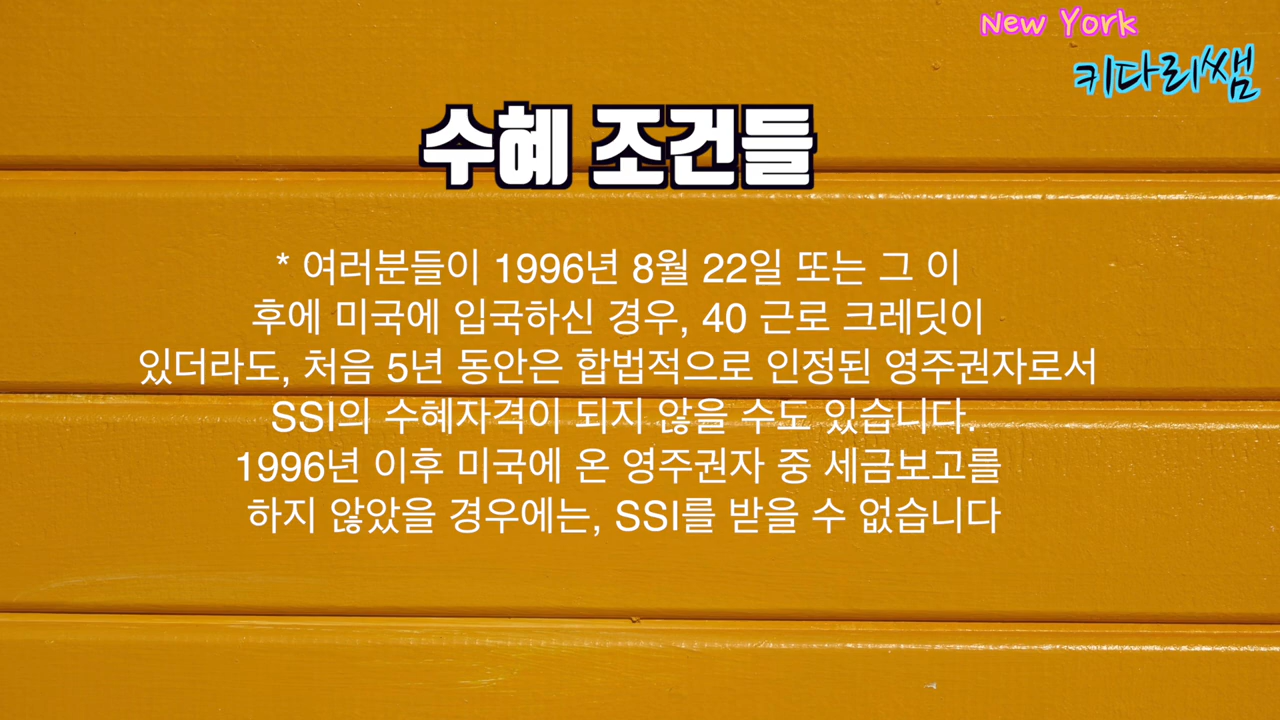 New York
키다리쌤
수혜 조건들
* 여러분들이 1996년 8월 22일 또는 그 이
후에 미국에 입국하신 경우, 40 근로 크레딧이
있더라도, 처음 5년 동안은 합법적으로 인정된 영주권자로서
SSI의 수혜자격이 되지 않을 수도 있습니다.
1996년 이후 미국에 온 영주권자 중 세금보고를
하지 않았을 경우에는, SSI를 받을 수 없습니다